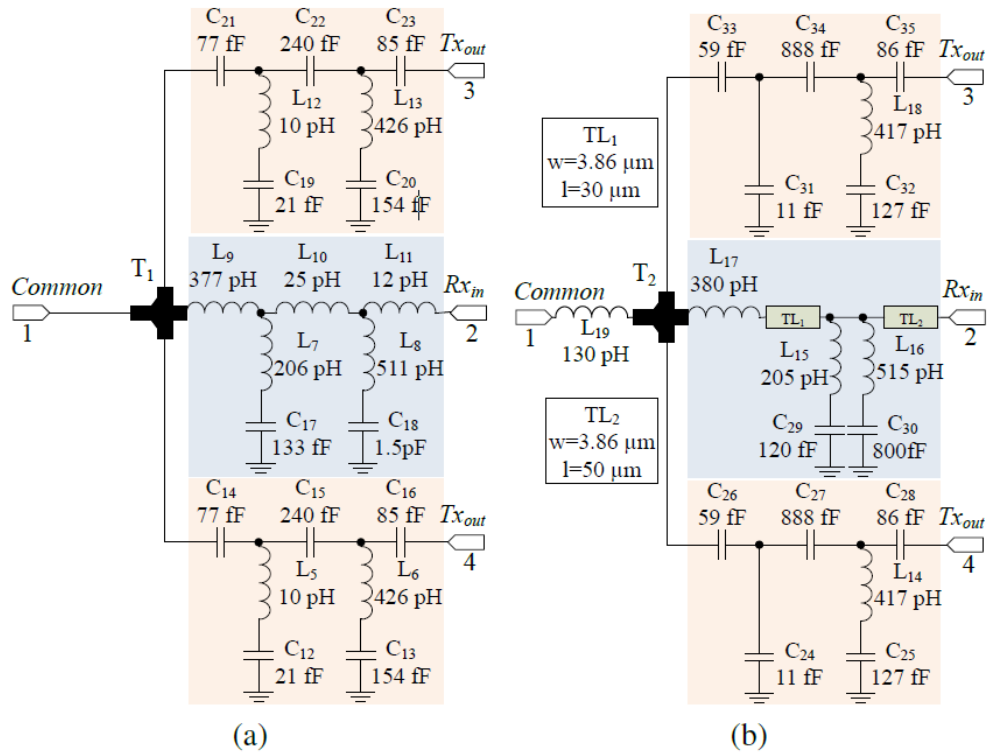 C21 C22 C23
77 fF 240 fF 85 fF Txout
3
L12 L13
10 pH 426 pH
C19 C20
21 fF 154 fF
L9 L10 L11
377 pH 25 pH 12 pH
T1
Common
1
Rxin
2
L7 L8
206 pH 511 pH
C17 C18
133 fF 1.5pF
C14 C15 C16
77 fF 240 fF 85 fF Txout
4
L5 L6
10 pH 426 pH
C12 C13
21 fF 154 fF
(a)
C33 C34 C35
59 fF 888 fF 86 fF Txout
3
L18
417 pH
C31 C32
11 fF 127 fF
TL1
w=3.86 µm
l=30 µm
L17
380 pH
T2
Common
1
L19
130 pH
TL1
TL2
Rxin
2
L15 L16
205 pH 515 pH
C29 C30
120 fF 800fF
TL2
w=3.86 µm
l=50 µm
C26 C27 C28
59 fF 888 fF 86 fF Txout
4
L14
417 pH
C24 C25
11 fF 127 fF
(b)